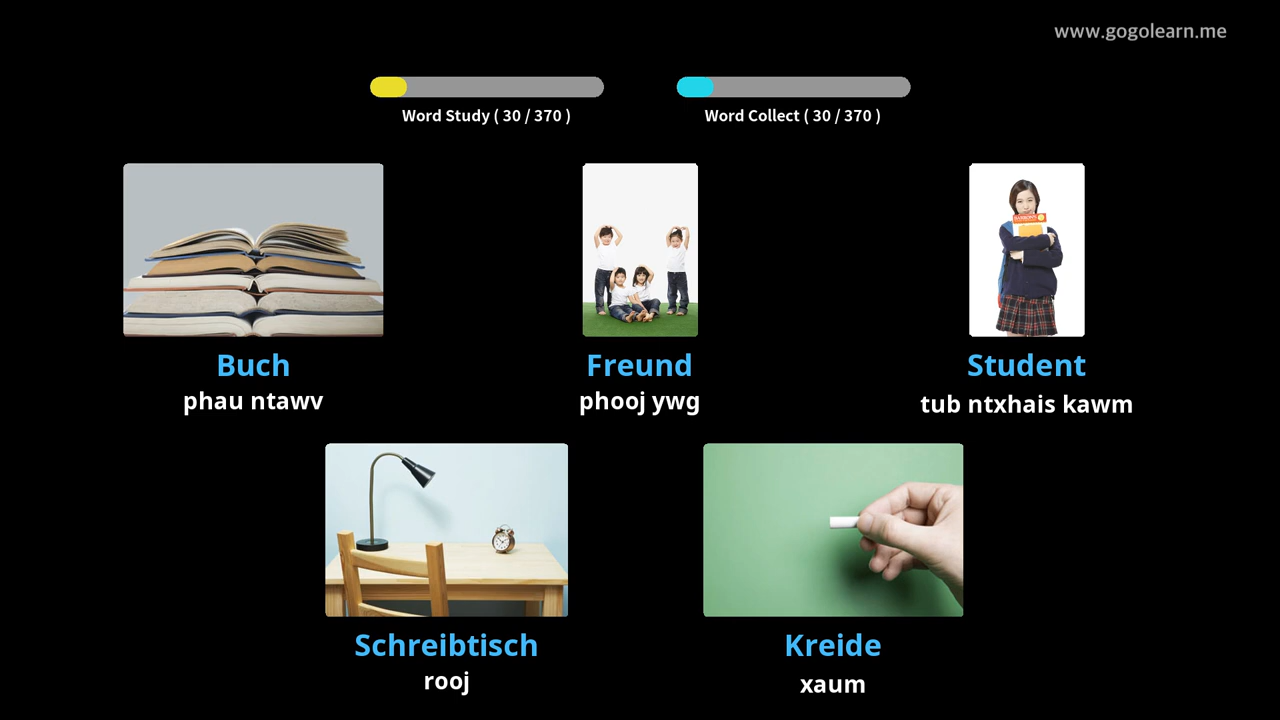 www.gogolearn.me
Word Study ( 30 / 370 )
Word Collect ( 30 / 370 )
Buch
phau ntawv
Freund
phooj ywg
Student
tub ntxhais kawm
Schreibtisch
rooj
Kreide
xaum